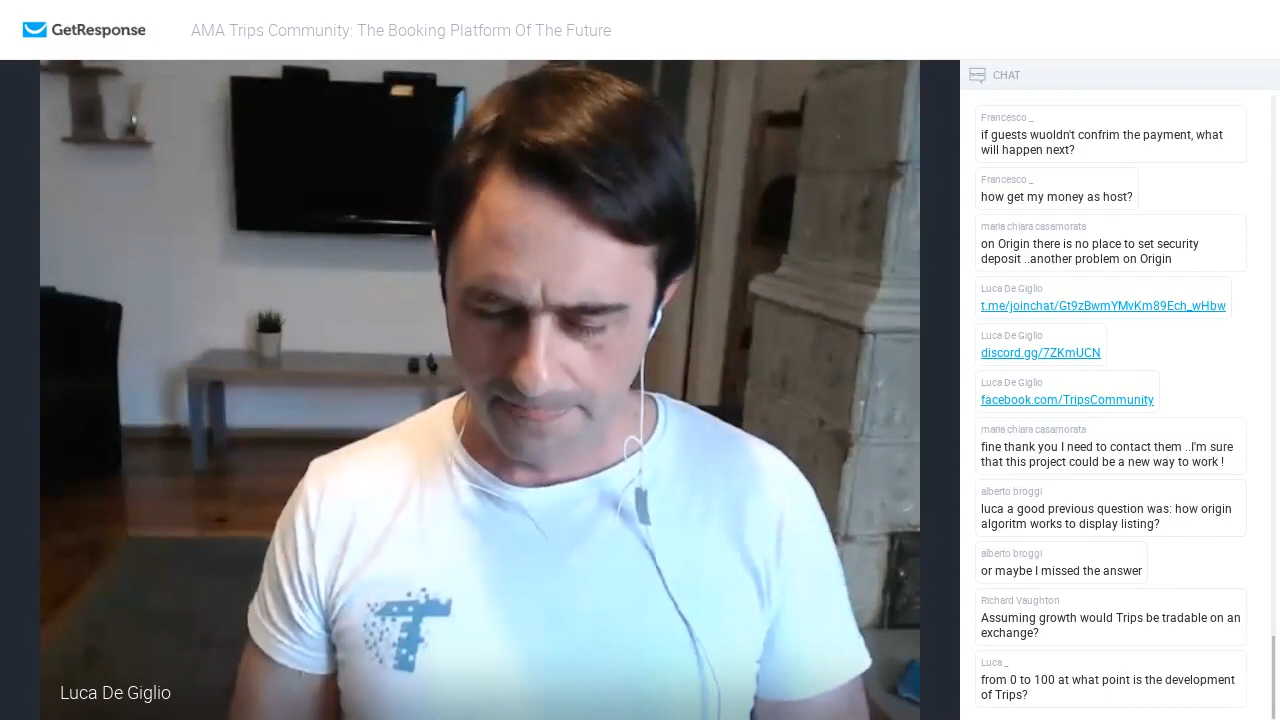 GetResponse
AMA Trips Community: The Booking Platform Of The Future
CHAT
Francesco _
if guests wuoldn't confrim the payment, what
will happen next?
Francesco _
how get my money as host?
maria chiara casamorata
on Origin there is no place to set security
deposit ..another problem on Origin
Luca De Giglio
t.me/joinchat/Gt9zBwmYMvKm89Ech_wHbw
Luca De Giglio
discord.gg/7ZKmUCN
Luca De Giglio
facebook.com/TripsCommunity
maria chiara casamorata
fine thank you I need to contact them ..I'm sure
that this project could be a new way to work !
alberto broggi
luca a good previous question was: how origin
algoritm works to display listing?
alberto broggi
or maybe I missed the answer
Richard Vaughton
Assuming growth would Trips be tradable on an
exchange?
Luca _
from 0 to 100 at what point is the development
of Trips?
T
Luca De Giglio